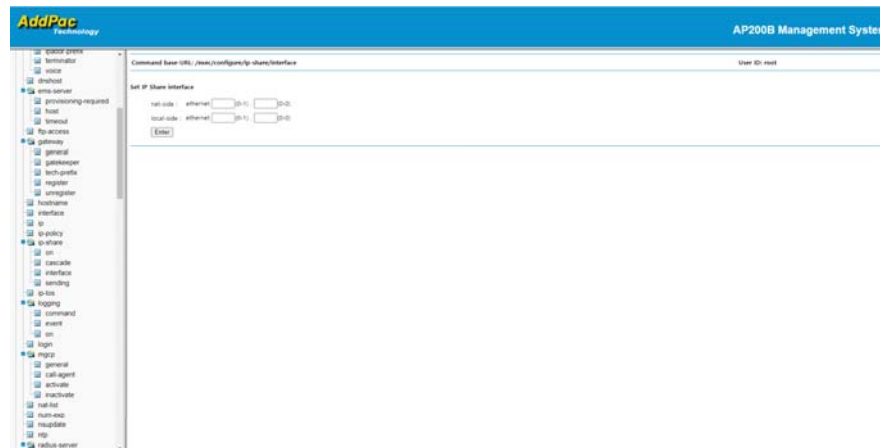 AddPac
Technology
AP200B Management System
ipaddr-prefix
terminator
voice
dnshost
ems-server
provisioning-required
host
timeout
ftp-access
gateway
general
gatekeeper
tech-prefix
register
unregister
hostname
interface
ip
ip-policy
ip-share
on
cascade
interface
sending
ip-tos
logging
command
event
on
login
mgcp
general
call-agent
activate
inactivate
nat-list
num-exp
nsupdate
ntp
radius-server
Command base URL: /exec/configure/ip-share/interface
User ID: root
Set IP Share interface
net-side : ethernet (0-1) . (0-0)
local-side : ethernet (0-1) . (0-0)
Enter